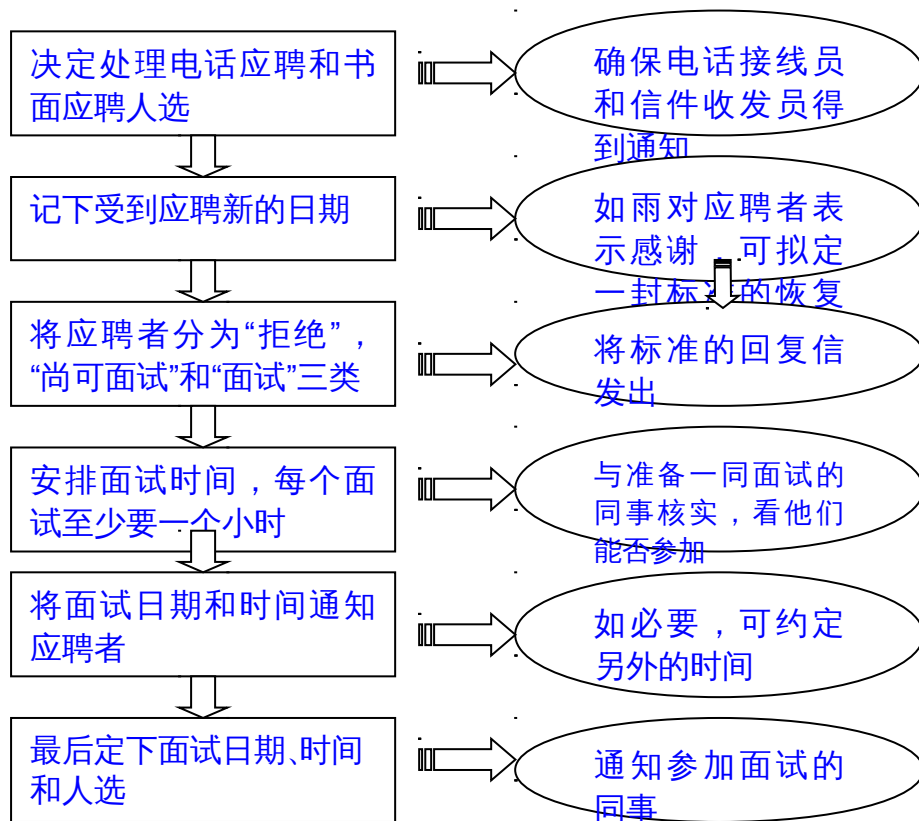 决定处理电话应聘和书
面应聘人选
确保电话接线员
和信件收发员得
到通知
记下受到应聘新的日期
如雨对应聘者表
示感谢，可拟定
一封标准的恢复
将应聘者分为“拒绝”，
“尚可面试”和“面试”三类
将标准的回复信
发出
安排面试时间，每个面
试至少要一个小时
与准备一同面试的
同事核实，看他们
能否参加
将面试日期和时间通知
应聘者
如必要，可约定
另外的时间
最后定下面试日期、时间
和人选
通知参加面试的
同事